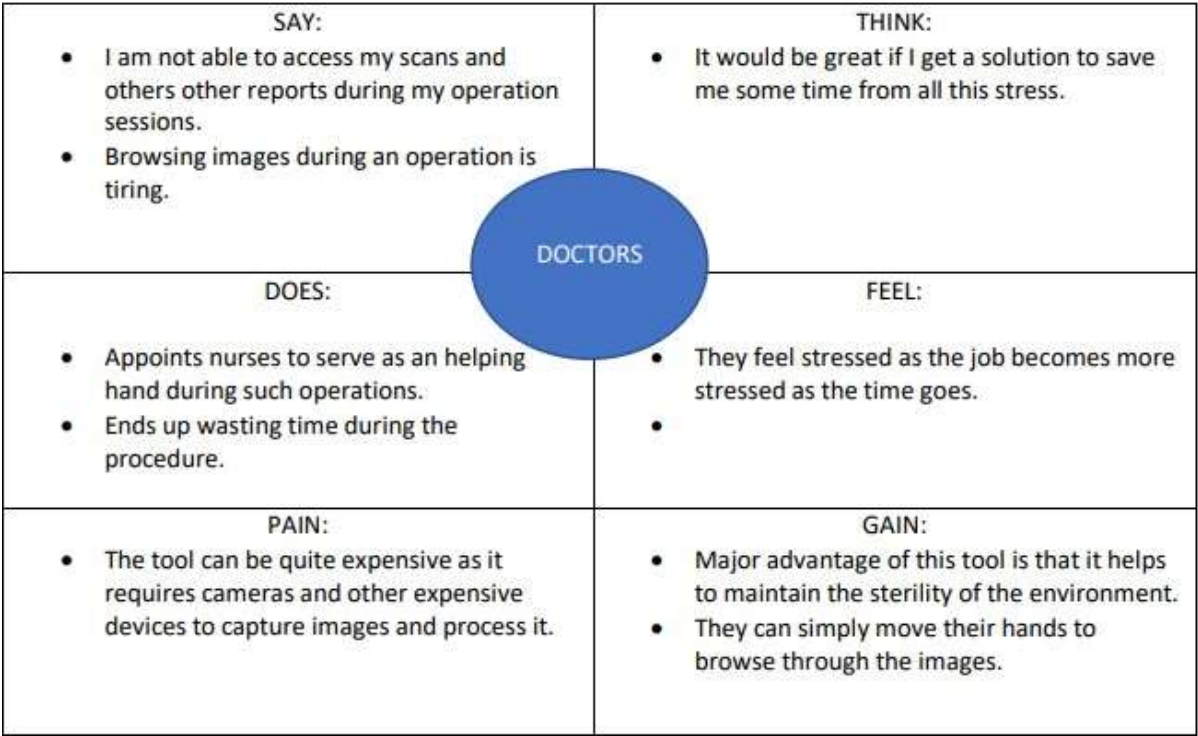 SAY:
• I am not able to access my scans and
others other reports during my operation
sessions.
• Browsing images during an operation is
tiring.
THINK:
• It would be great if I get a solution to save
me some time from all this stress.
DOCTORS
DOES:
• Appoints nurses to serve as an helping
hand during such operations.
• Ends up wasting time during the
procedure.
FEEL:
• They feel stressed as the job becomes more
stressed as the time goes.
•
PAIN:
• The tool can be quite expensive as it
requires cameras and other expensive
devices to capture images and process it.
GAIN:
• Major advantage of this tool is that it helps
to maintain the sterility of the environment.
• They can simply move their hands to
browse through the images.